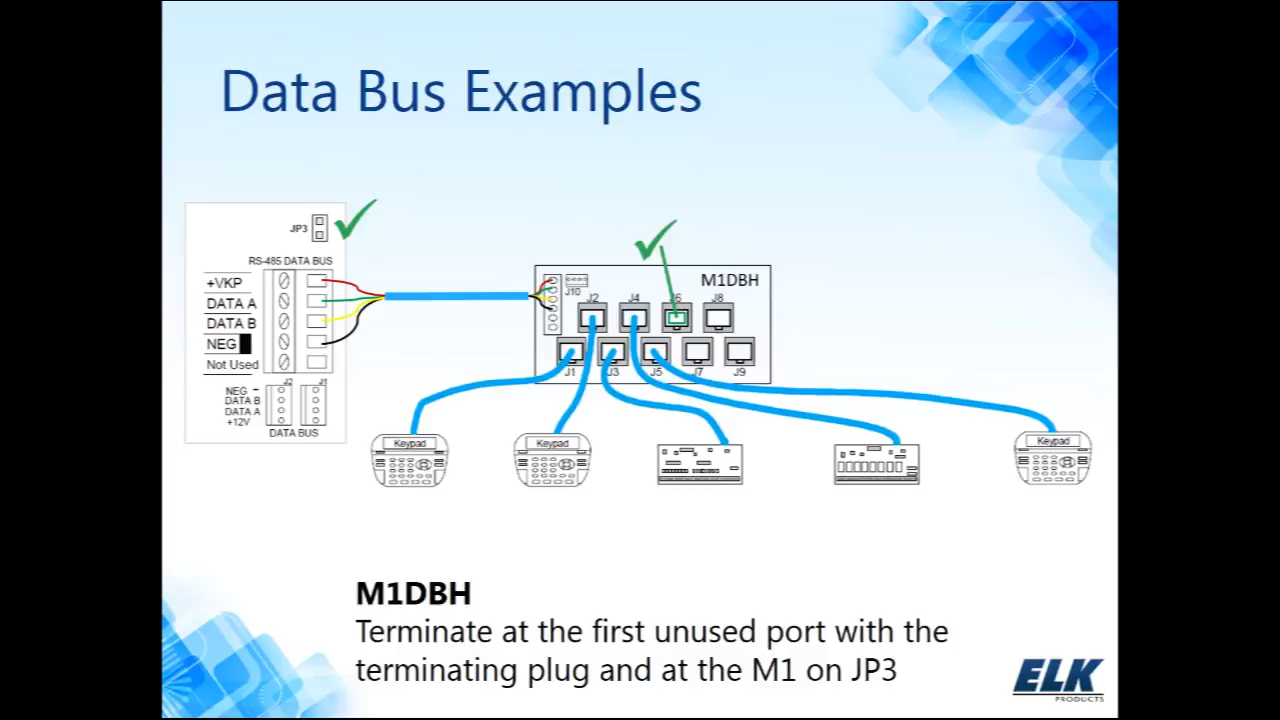 Data Bus Examples
JP3
RS-485 DATA BUS
+VKP
DATA A
DATA B
NEG
Not Used
J2 J1
NEG –
DATA B
DATA A
+12V
DATA BUS
M1DBH
J10
J2 J4 J6 J8
J1 J3 J5 J7 J9
Keypad
Keypad
Keypad
M1DBH
Terminate at the first unused port with the
terminating plug and at the M1 on JP3
ELK
PRODUCTS